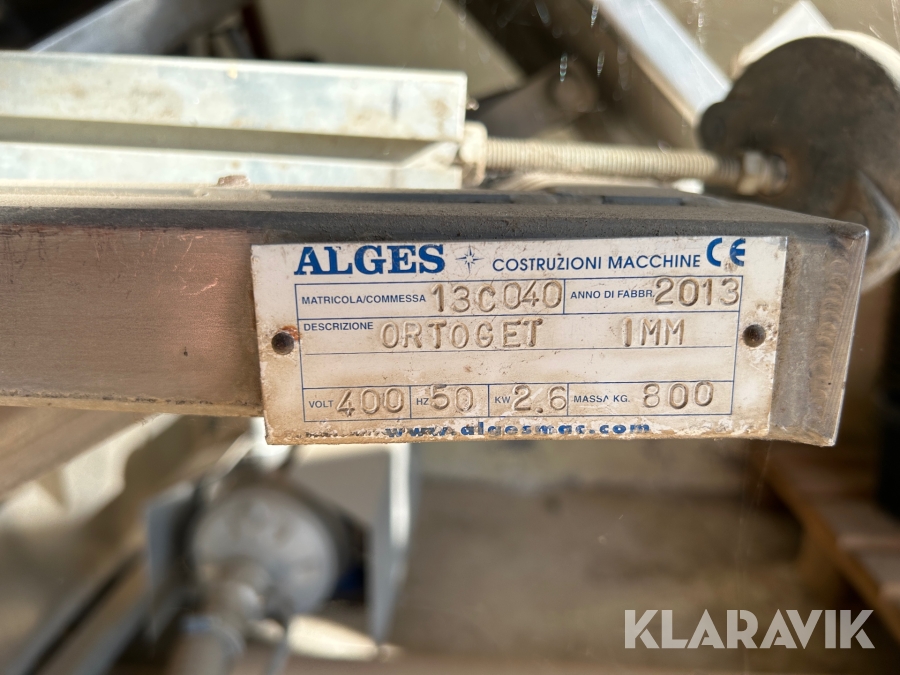 ALGES COSTRUZIONI MACCHINE CE
MATRICOLA/COMMESSA 13C040 ANNO DI FABBR. 2013
DESCRIZIONE ORTOGET 1MM
VOLT 400 HZ 50 KW 2.6 MASSA KG. 800
www.algesmac.com
KLARAVIK